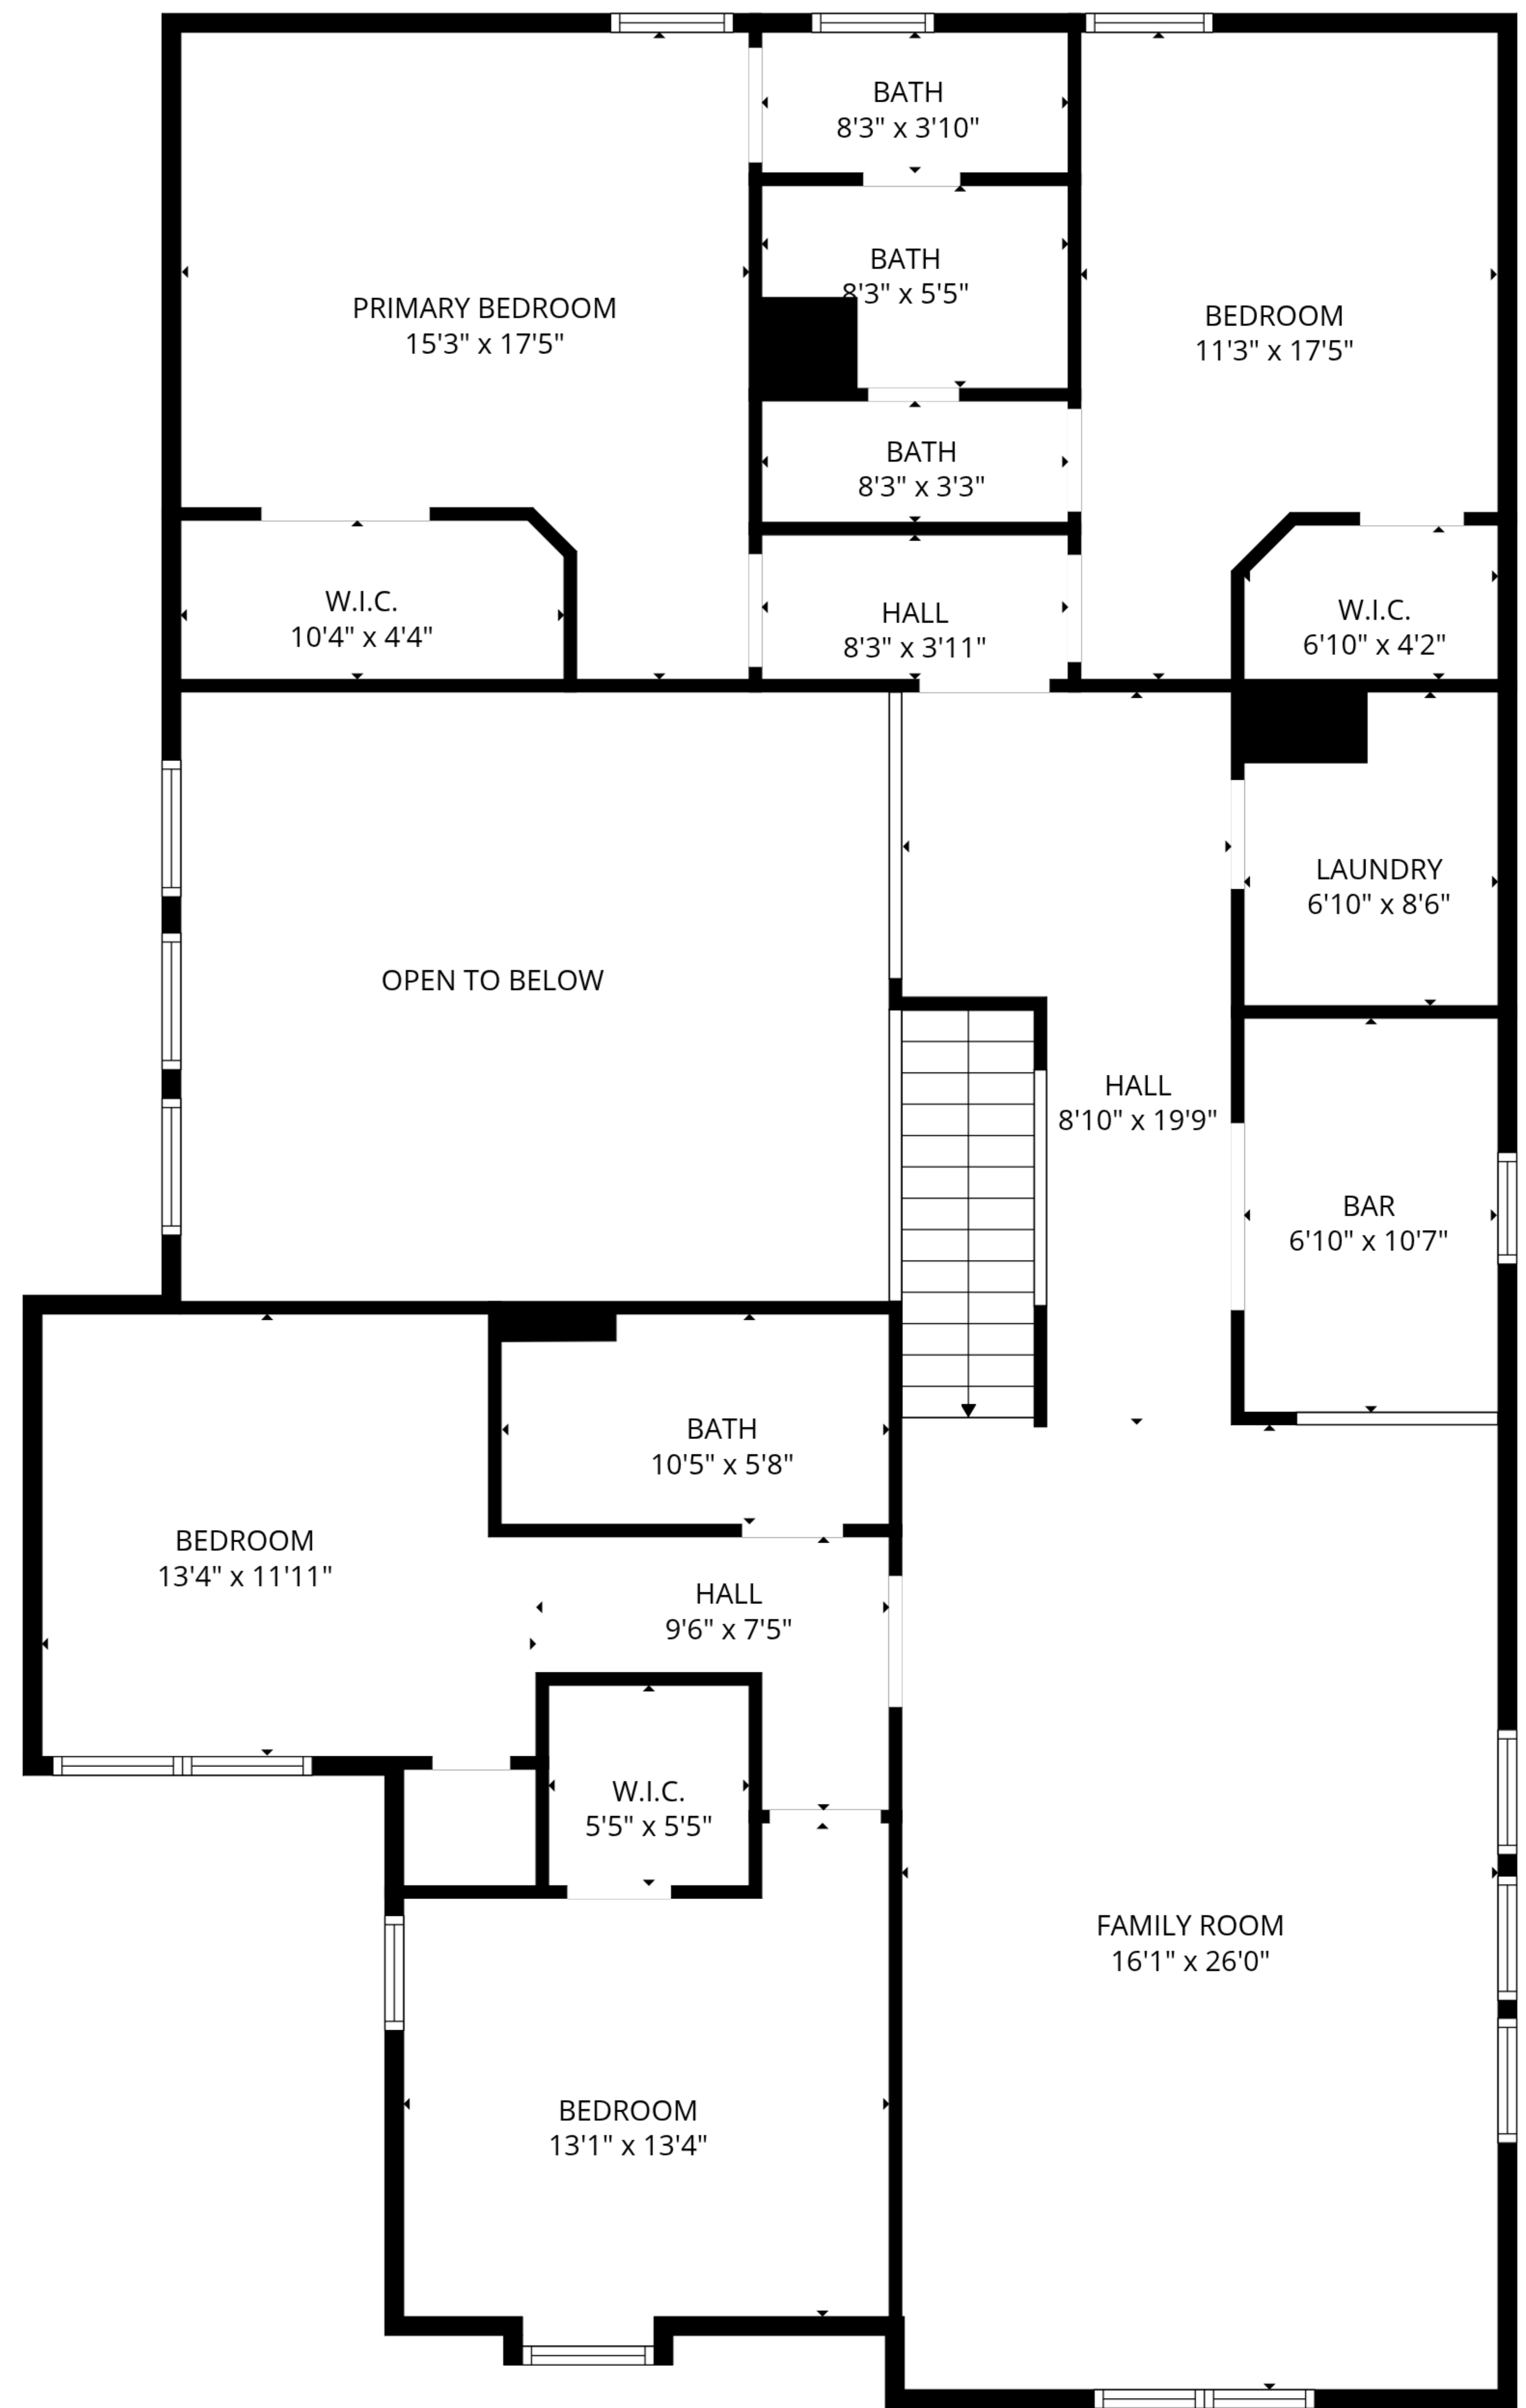 BATH
8'3" x 3'10"
BATH
8'3" x 5'5"
PRIMARY BEDROOM
15'3" x 17'5"
BEDROOM
11'3" x 17'5"
BATH
8'3" x 3'3"
W.I.C.
10'4" x 4'4"
HALL
8'3" x 3'11"
W.I.C.
6'10" x 4'2"
LAUNDRY
6'10" x 8'6"
OPEN TO BELOW
HALL
8'10" x 19'9"
BAR
6'10" x 10'7"
BATH
10'5" x 5'8"
BEDROOM
13'4" x 11'11"
HALL
9'6" x 7'5"
W.I.C.
5'5" x 5'5"
FAMILY ROOM
16'1" x 26'0"
BEDROOM
13'1" x 13'4"